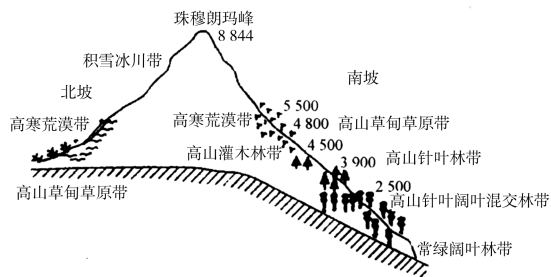 珠穆朗玛峰
8 844
积雪冰川带
北坡
南坡
高寒荒漠带
高寒荒漠带
5 500
4 800
高山草甸草原带
高山灌木林带
4 500
3 900
高山针叶林带
高山草甸草原带
2 500
高山针叶阔叶混交林带
常绿阔叶林带